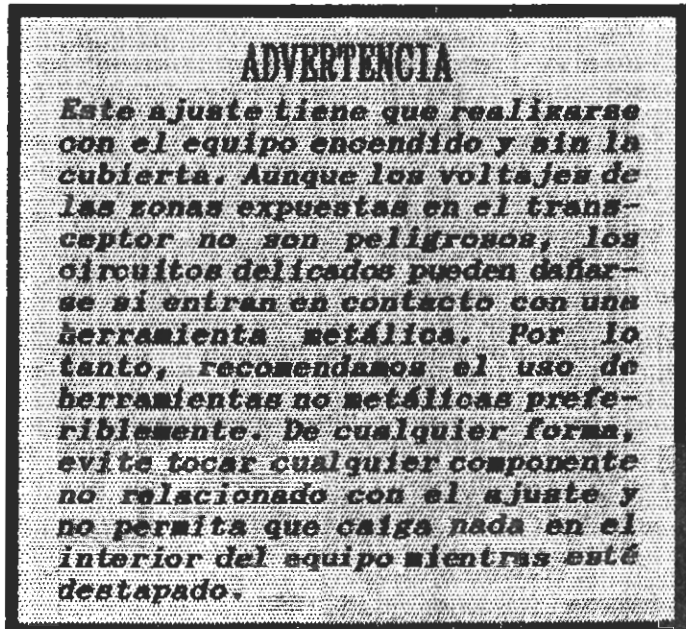 ADVERTENCIA
Este ajuste tiene que realizarse
con el equipo encendido y sin la
cubierta. Aunque los voltajes de
las zonas expuestas en el trans-
ceptor no son peligrosos, los
circuitos delicados pueden dañar-
se si entran en contacto con una
herramienta metálica. Por lo
tanto, recomendamos el uso de
herramientas no metálicas prefe-
riblemente. De cualquier forma,
evite tocar cualquier componente
no relacionado con el ajuste y
no permita que caiga nada en el
interior del equipo mientras esté
destapado.